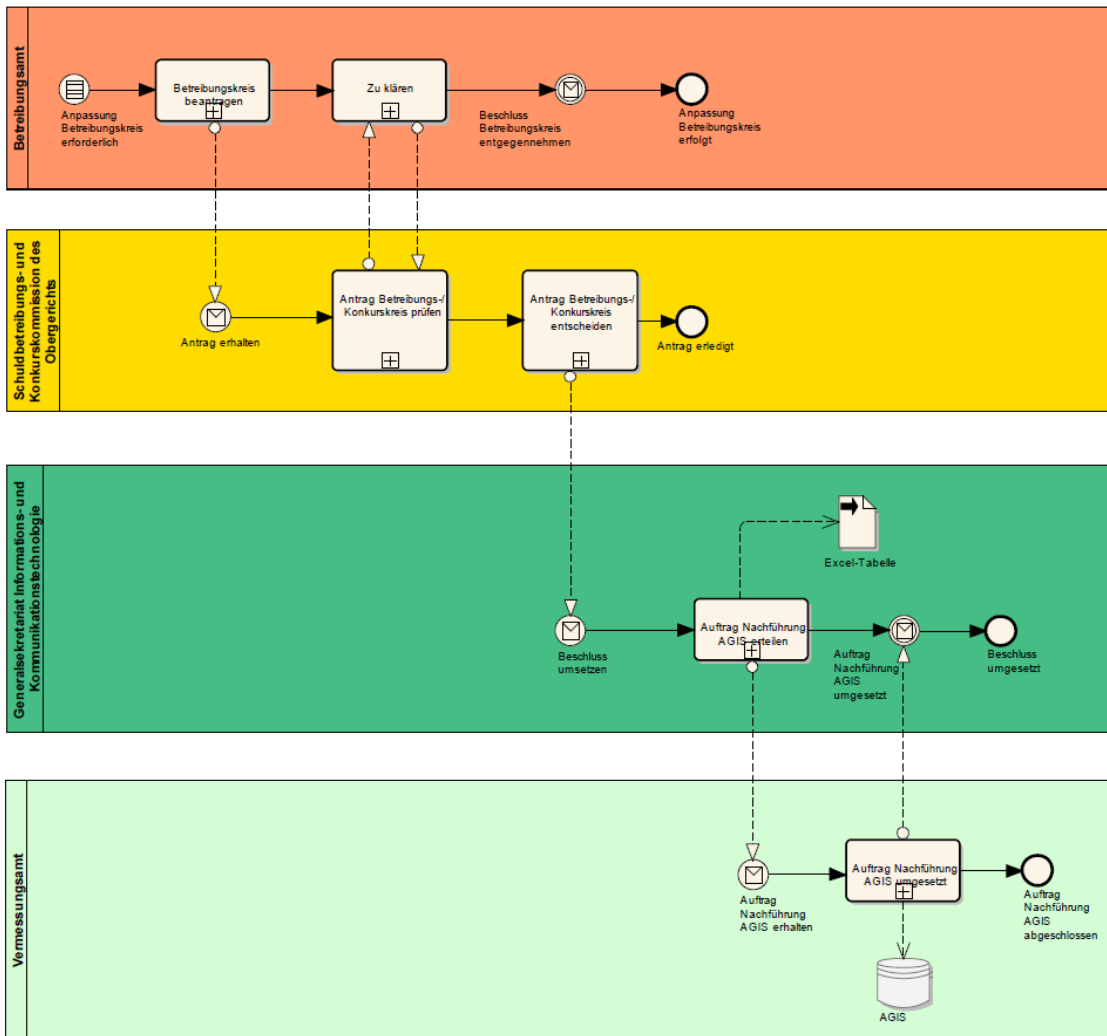 Betreibungsamt
Anpassung
Betreibungskreis
erforderlich
Betreibungskreis
beantragen
Zu klären
Beschluss
Betreibungskreis
entgegennehmen
Anpassung
Betreibungskreis
erfolgt
Schuldbetreibungs- und
Konkurskommission des
Obergerichts
Antrag erhalten
Antrag Betreibungs-/
Konkurskreis prüfen
Antrag Betreibungs-/
Konkurskreis
entscheiden
Antrag erledigt
Generalsekretariat Informations- und
Kommunikationstechnologie
Excel-Tabelle
Beschluss
umsetzen
Auftrag Nachführung
AGIS erteilen
Auftrag
Nachführung
AGIS
umgesetzt
Beschluss
umgesetzt
Vermessungsamt
Auftrag
Nachführung
AGIS erhalten
Auftrag Nachführung
AGIS umgesetzt
Auftrag
Nachführung
AGIS
abgeschlossen
AGIS